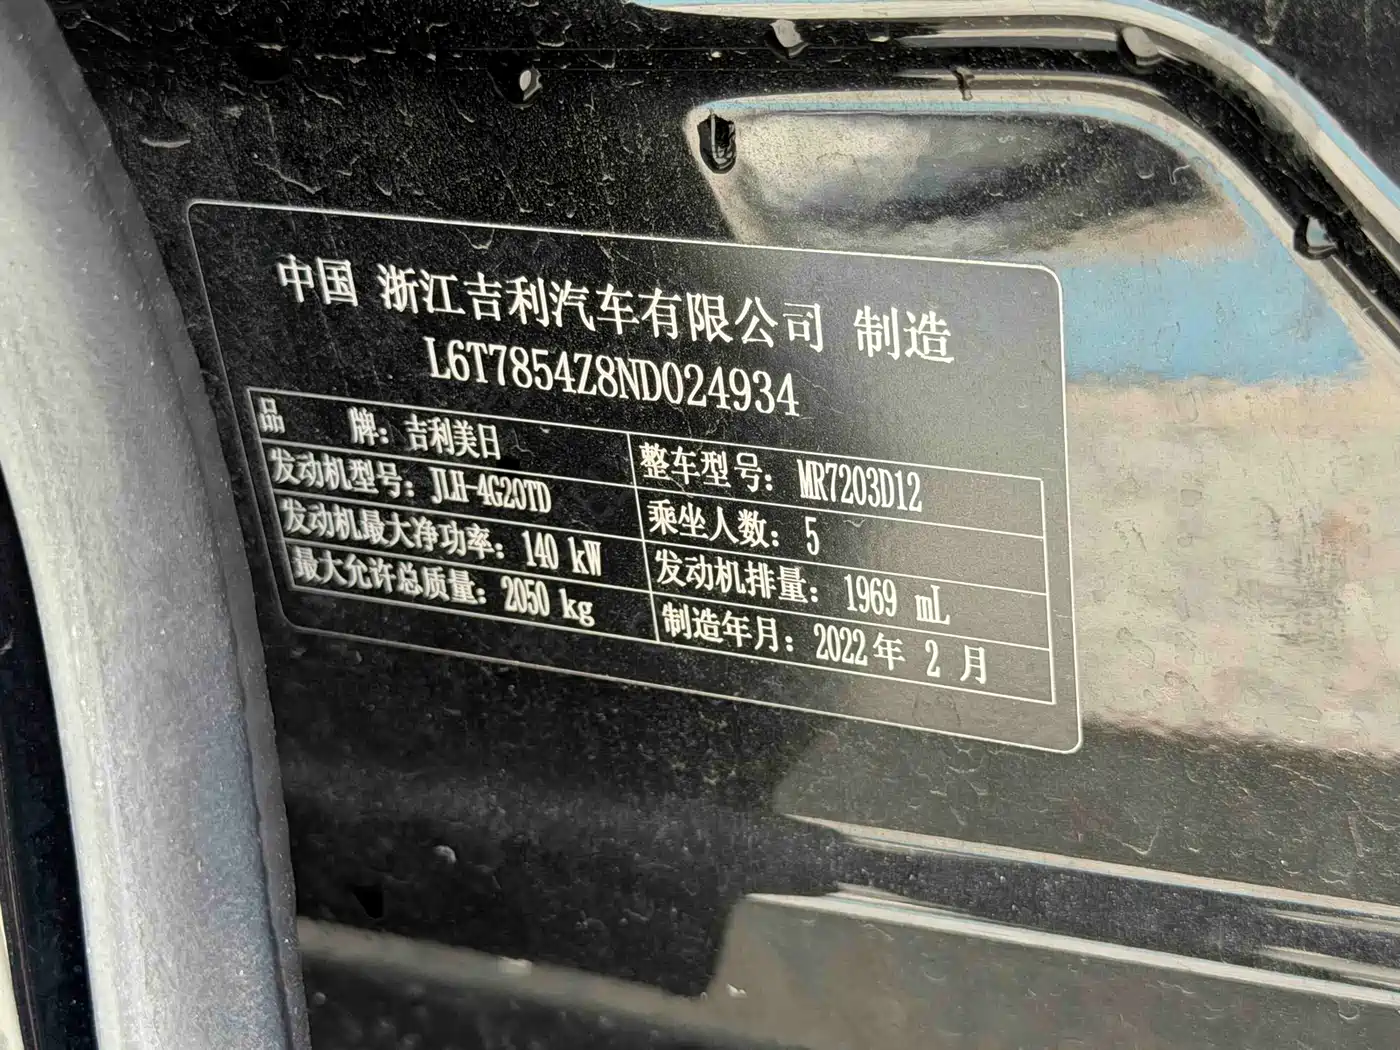 中国 浙江吉利汽车有限公司 制造
L6T7854Z8ND024934
品 牌：吉利美日
整车型号：MR7203D12
发动机型号：JLH-4G20TD
乘坐人数：5
发动机最大净功率：140 kW
发动机排量：1969 mL
最大允许总质量：2050 kg
制造年月：2022年 2 月